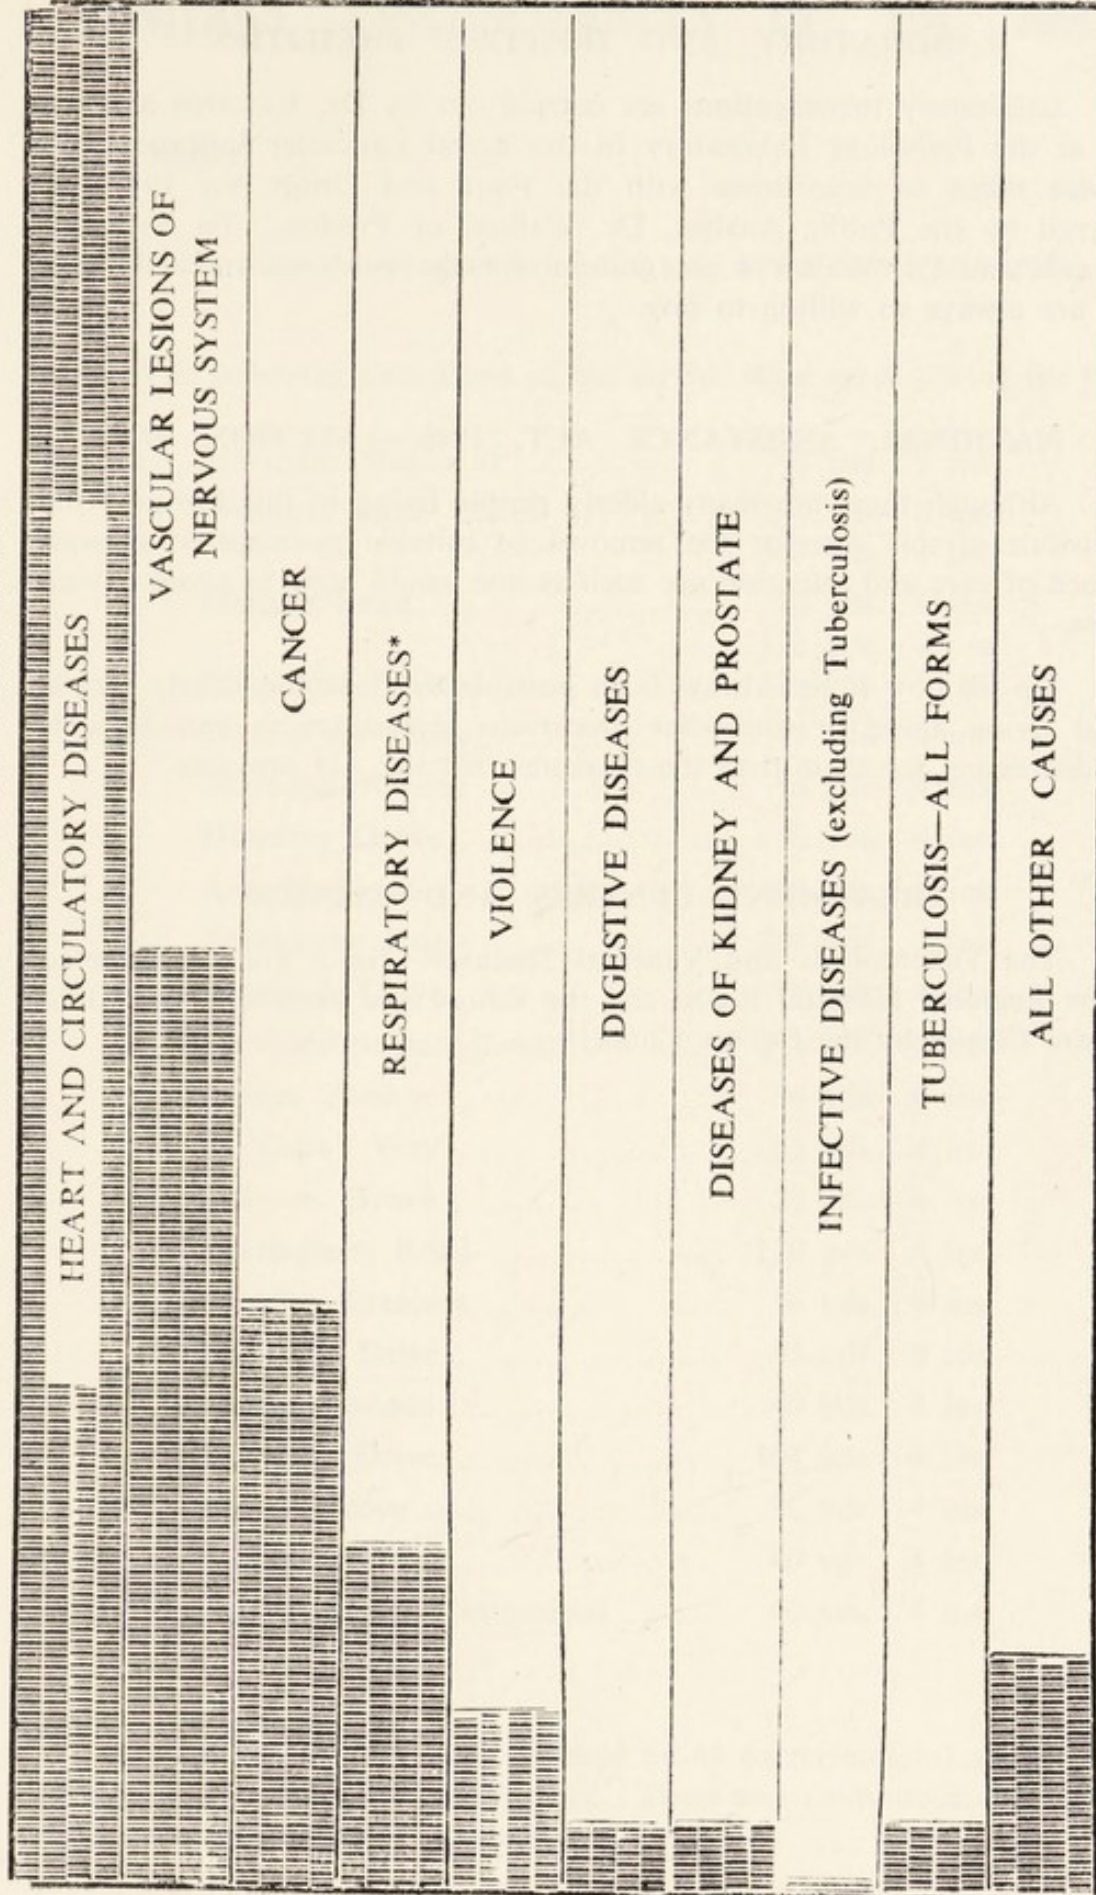 HEART AND CIRCULATORY DISEASES
VASCULAR LESIONS OF
NERVOUS SYSTEM
CANCER
RESPIRATORY DISEASES*
VIOLENCE
DIGESTIVE DISEASES
DISEASES OF KIDNEY AND PROSTATE
INFECTIVE DISEASES (excluding Tuberculosis)
TUBERCULOSIS—ALL FORMS
ALL OTHER CAUSES